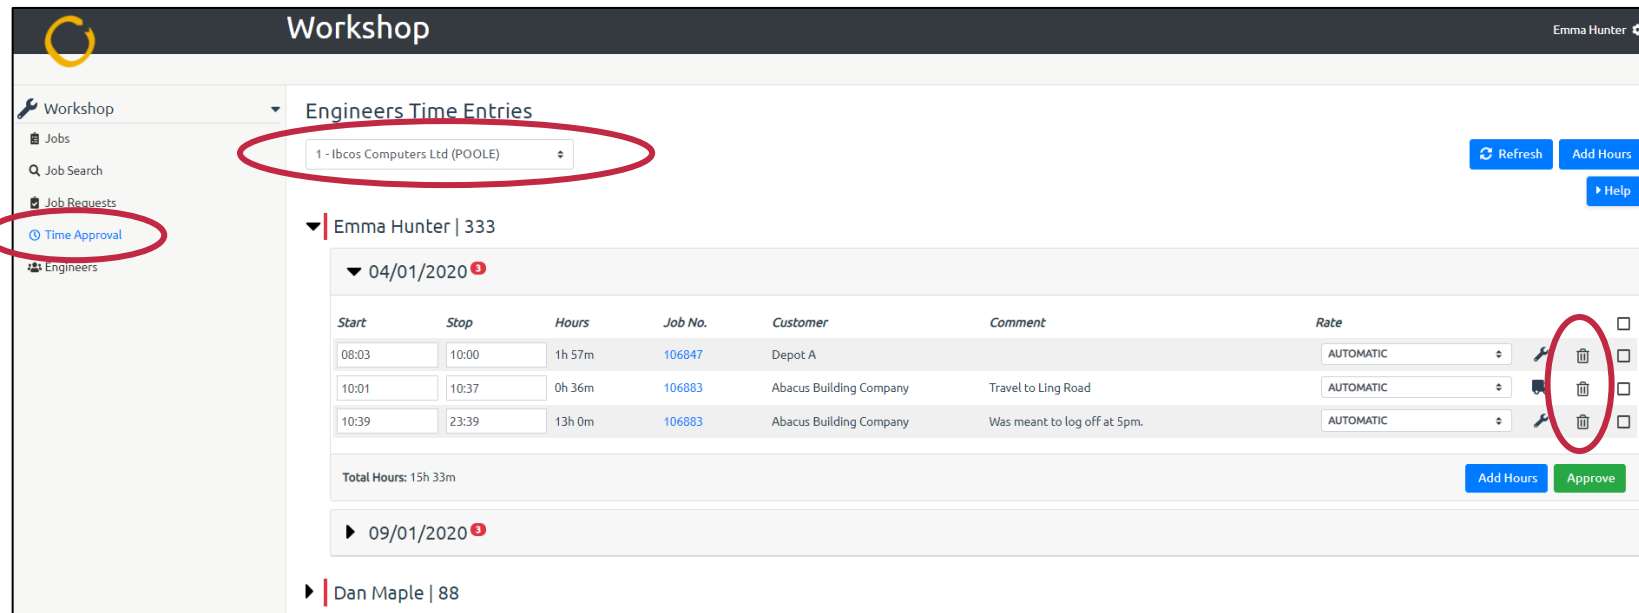 Workshop
Emma Hunter
Workshop
Jobs
Job Search
Job Requests
Time Approval
Engineers
Engineers Time Entries
1 - Ibcos Computers Ltd (POOLE)
Refresh Add Hours
Help
Emma Hunter | 333
04/01/2020 3
Start Stop Hours Job No. Customer Comment Rate
08:03 10:00 1h 57m 106847 Depot A AUTOMATIC
10:01 10:37 0h 36m 106883 Abacus Building Company Travel to Ling Road AUTOMATIC
10:39 23:39 13h 0m 106883 Abacus Building Company Was meant to log off at 5pm. AUTOMATIC
Total Hours: 15h 33m Add Hours Approve
09/01/2020 3
Dan Maple | 88